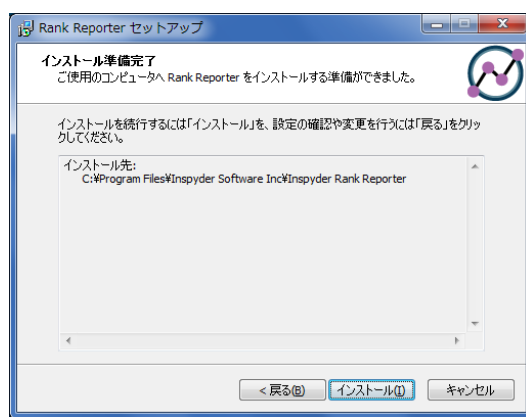 Rank Reporter セットアップ
インストール準備完了
ご使用のコンピュータへ Rank Reporter をインストールする準備ができました。
インストールを続行するには「インストール」を、設定の確認や変更を行うには「戻る」をクリッ
クしてください。
インストール先:
C:¥Program Files¥Inspyder Software Inc¥Inspyder Rank Reporter
< 戻る(B)
インストール(I)
キャンセル